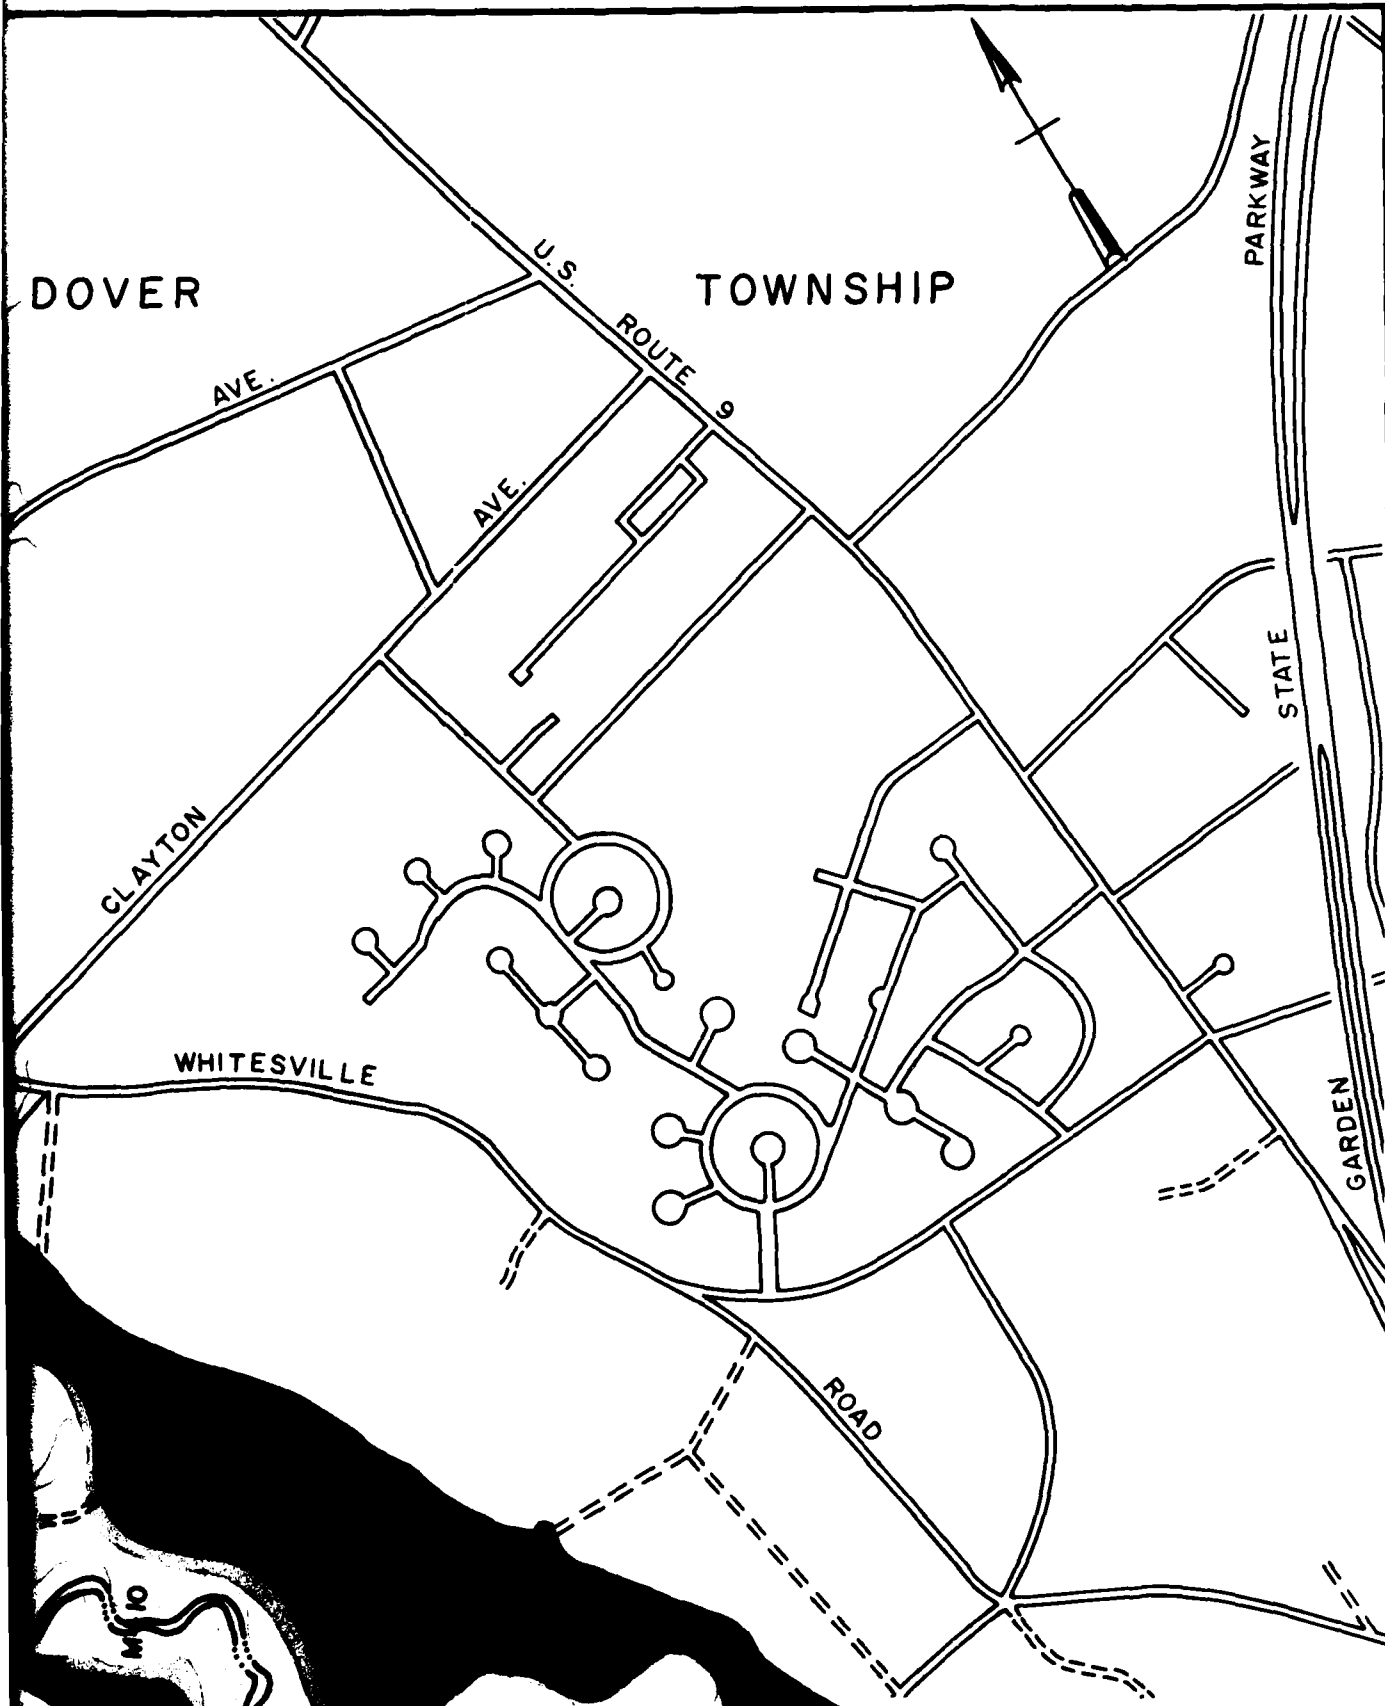 DOVER
TOWNSHIP
U.S.
ROUTE
9
AVE.
AVE.
CLAYTON
PARKWAY
STATE
GARDEN
WHITESVILLE
ROAD